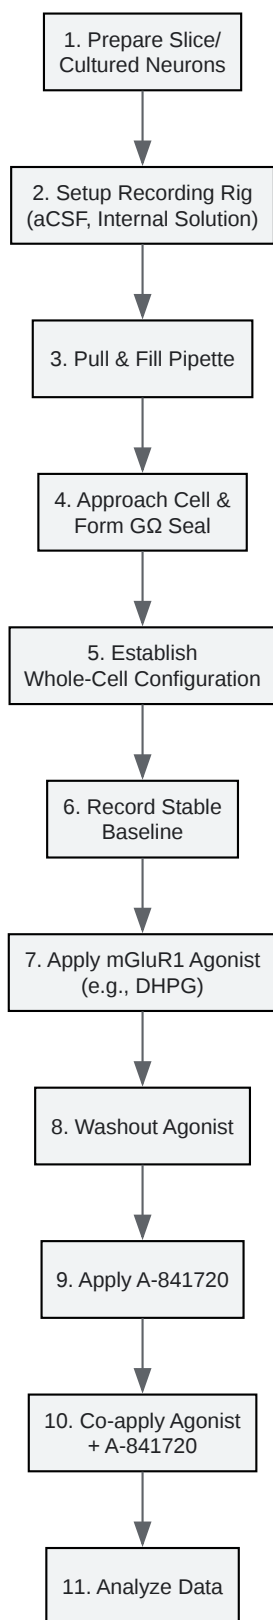 1. Prepare Slice/
Cultured Neurons
2. Setup Recording Rig
(aCSF, Internal Solution)
3. Pull & Fill Pipette
4. Approach Cell &
Form GΩ Seal
5. Establish
Whole-Cell Configuration
6. Record Stable
Baseline
7. Apply mGluR1 Agonist
(e.g., DHPG)
8. Washout Agonist
9. Apply A-841720
10. Co-apply Agonist
+ A-841720
11. Analyze Data